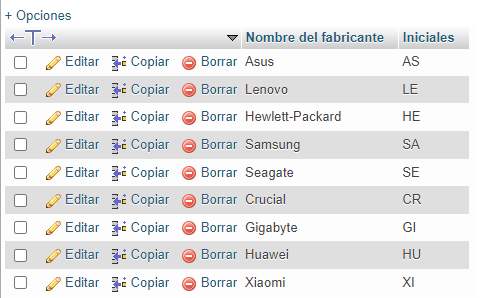 + Opciones
Nombre del fabricante Iniciales
Editar Copiar Borrar Asus AS
Editar Copiar Borrar Lenovo LE
Editar Copiar Borrar Hewlett-Packard HE
Editar Copiar Borrar Samsung SA
Editar Copiar Borrar Seagate SE
Editar Copiar Borrar Crucial CR
Editar Copiar Borrar Gigabyte GI
Editar Copiar Borrar Huawei HU
Editar Copiar Borrar Xiaomi XI